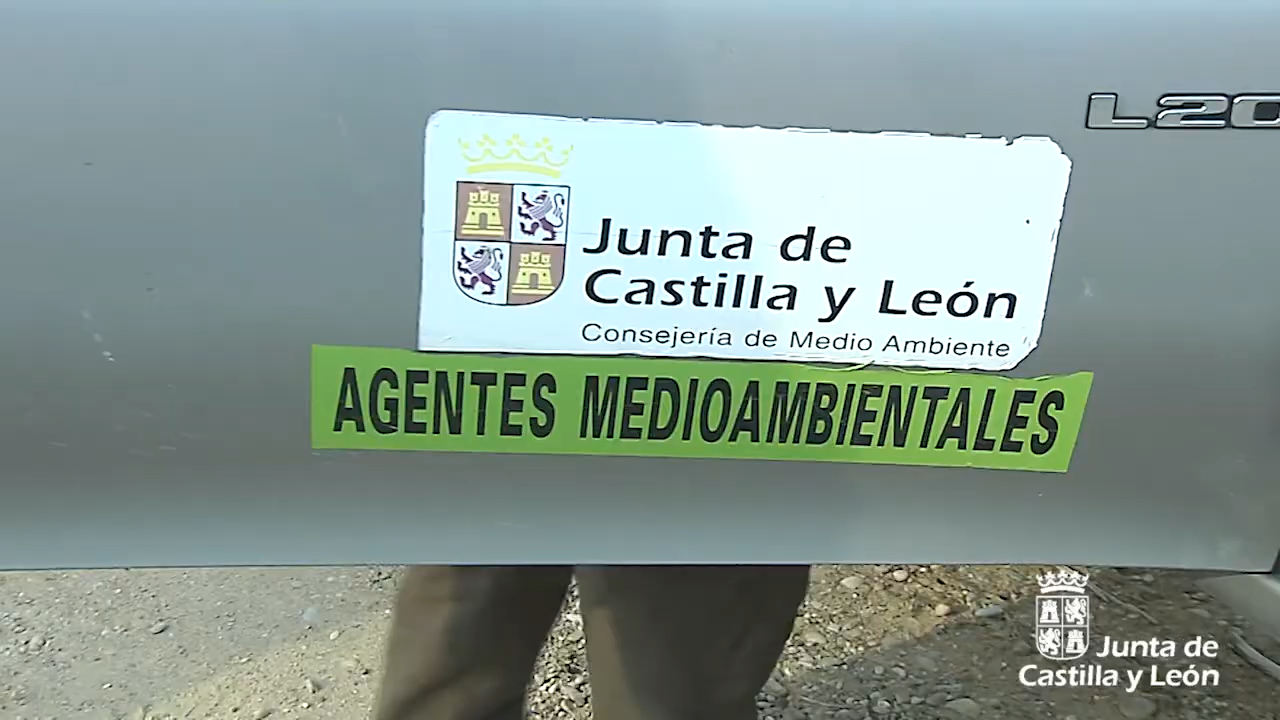 L20
Junta de
Castilla y León
Consejería de Medio Ambiente
AGENTES MEDIOAMBIENTALES
Junta de
Castilla y León